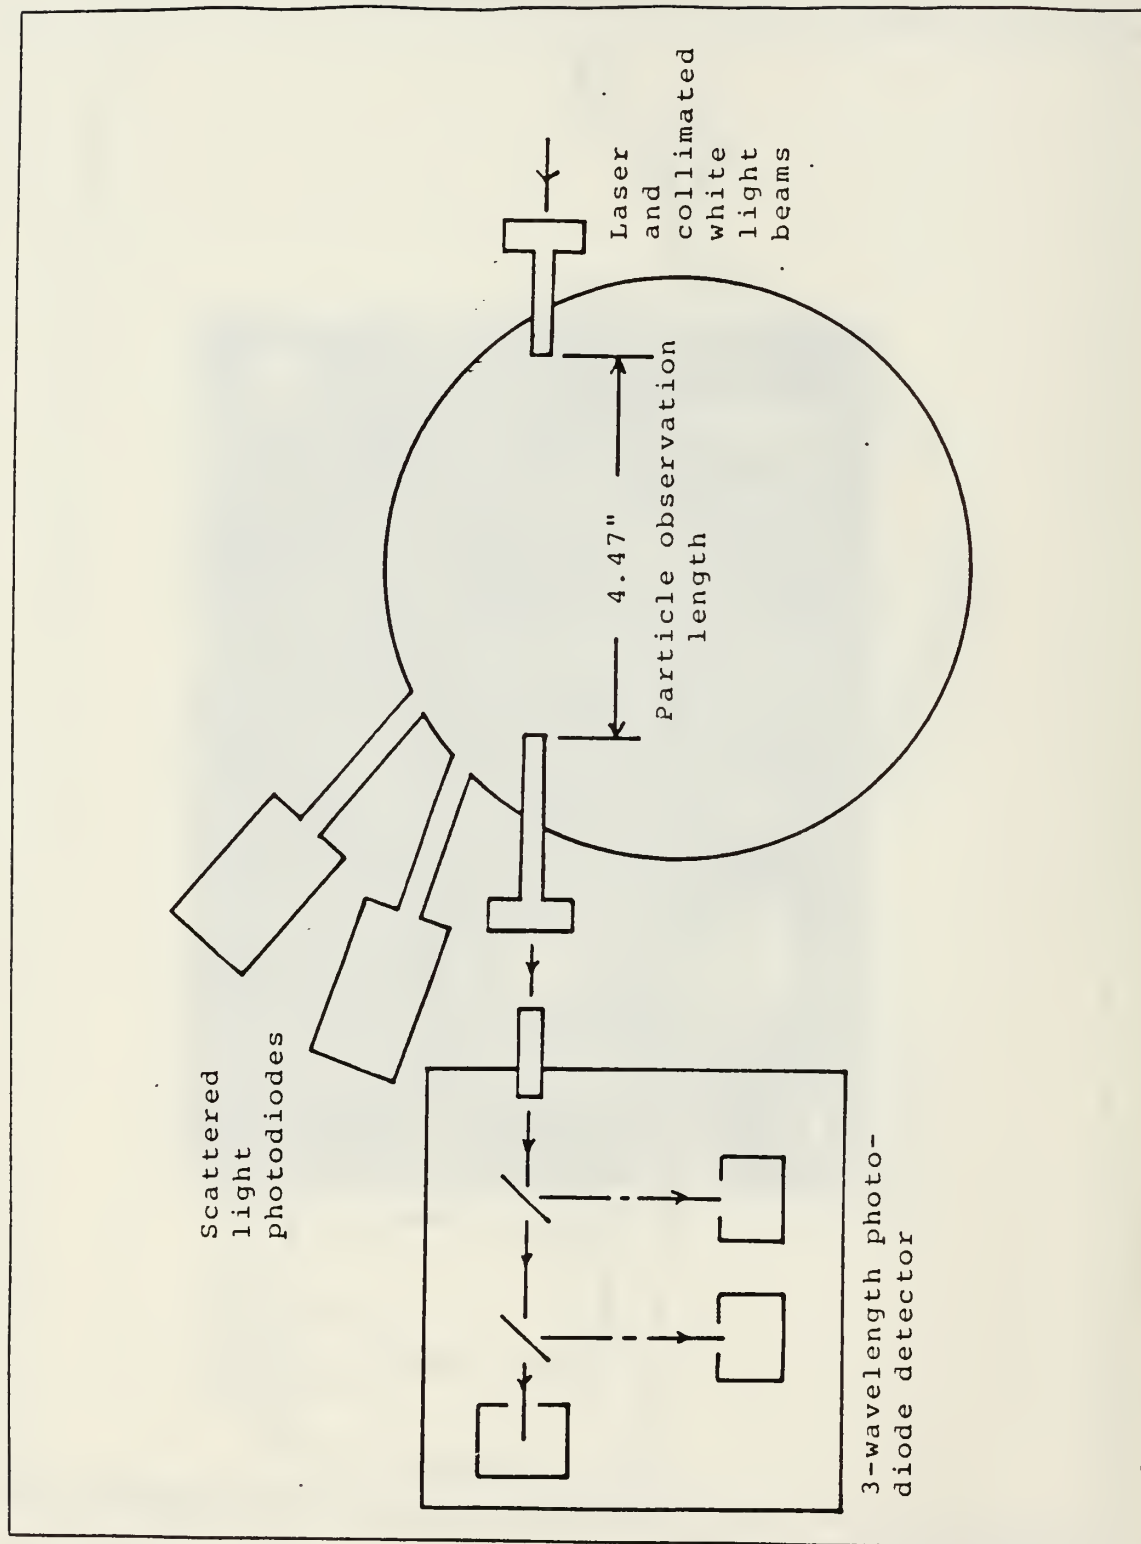 Scattered
light
photodiodes
Laser
and
collimated
white
light
beams
4.47"
Particle observation
length
3-wavelength photo-
diode detector